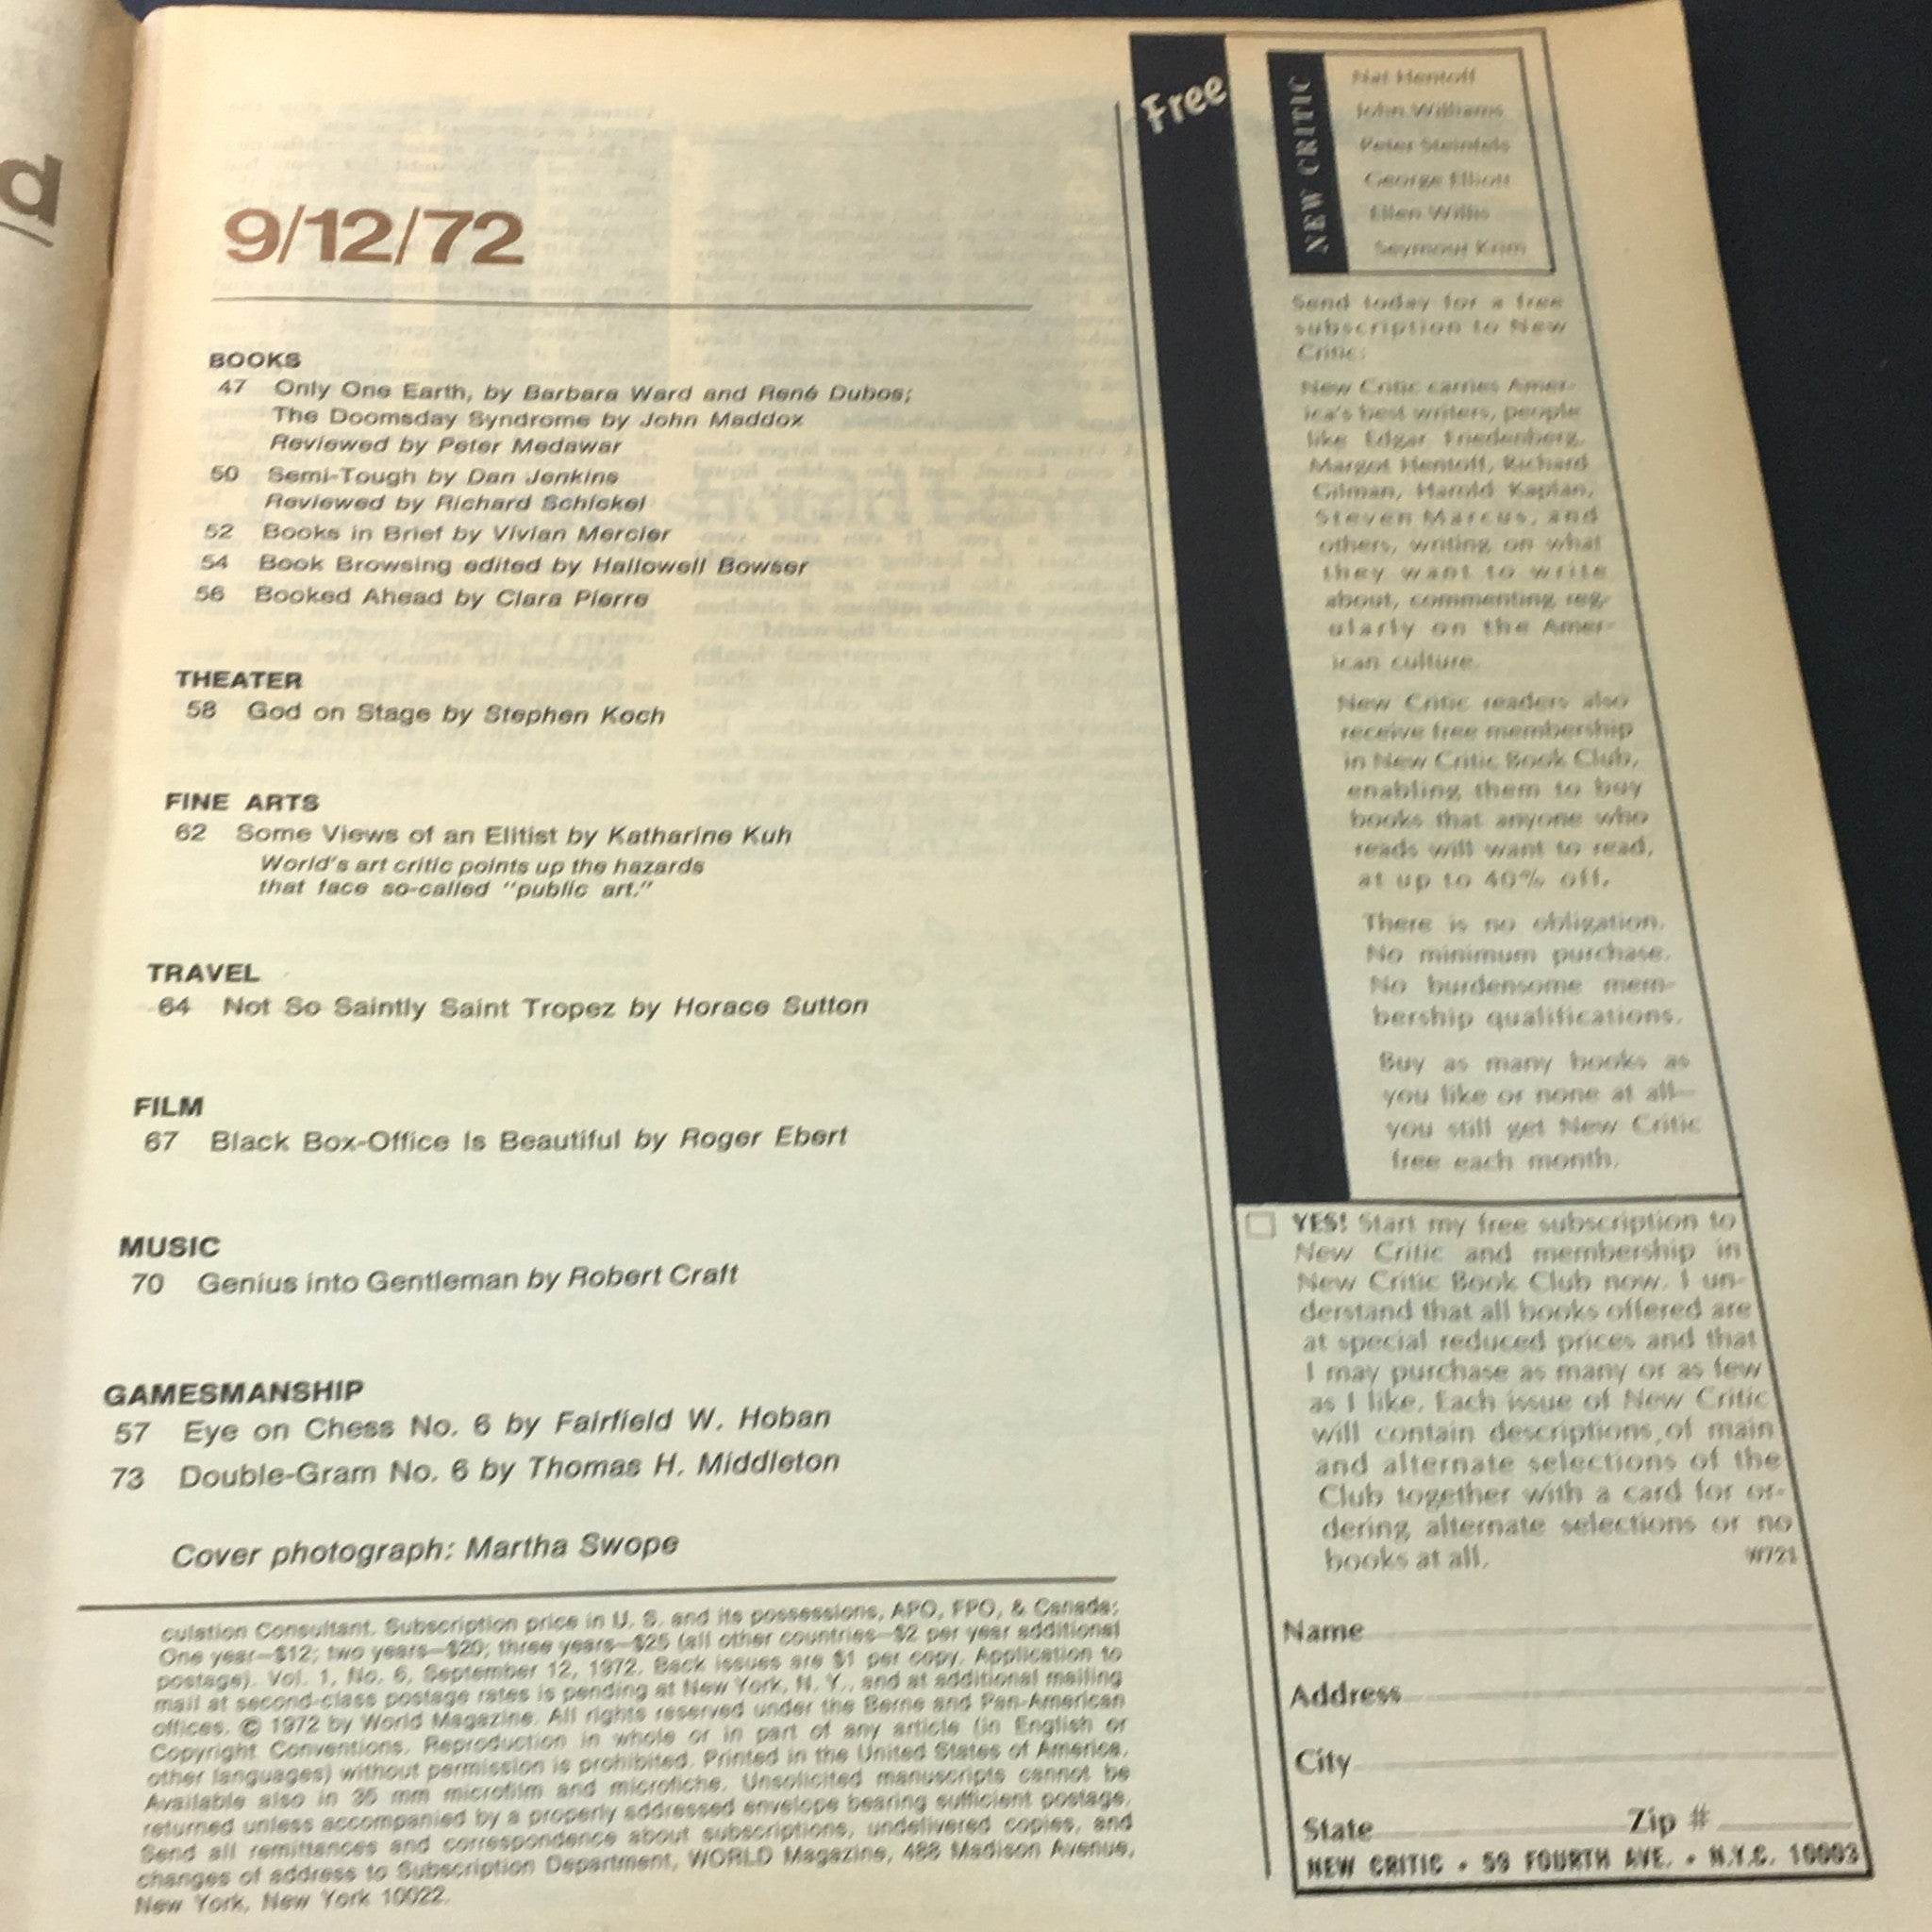 9/12/72
BOOKS
47 Only One Earth, by Barbara Ward and René Dubos;
The Doomsday Syndrome by John Maddox
Reviewed by Peter Medawar
50 Semi-Tough by Dan Jenkins
Reviewed by Richard Schickel
52 Books in Brief by Vivian Mercier
54 Book Browsing edited by Hallowell Bowser
56 Booked Ahead by Clara Pierre
THEATER
58 God on Stage by Stephen Koch
FINE ARTS
62 Some Views of an Elitist by Katharine Kuh
World's art critic points up the hazards
that face so-called "public art."
TRAVEL
64 Not So Saintly Saint Tropez by Horace Sutton
FILM
67 Black Box-Office Is Beautiful by Roger Ebert
MUSIC
70 Genius into Gentleman by Robert Craft
GAMESMANSHIP
57 Eye on Chess No. 6 by Fairfield W. Hoban
73 Double-Gram No. 6 by Thomas H. Middleton
Cover photograph: Martha Swope
culation Consultant. Subscription price in U. S. and its possessions, APO, FPO, & Canada:
One year—$12; two years—$20; three years—$25 (all other countries—$2 per year additional
postage). Vol. 1, No. 6, September 12, 1972. Back issues are $1 per copy. Application to
mail at second-class postage rates is pending at New York, N. Y., and at additional mailing
offices. © 1972 by World Magazine. All rights reserved under the Berne and Pan-American
Copyright Conventions. Reproduction in whole or in part of any article (in English or
other languages) without permission is prohibited. Printed in the United States of America.
Available also in 35 mm microfilm and microfiche. Unsolicited manuscripts cannot be
returned unless accompanied by a properly addressed envelope bearing sufficient postage.
Send all remittances and correspondence about subscriptions, undelivered copies, and
changes of address to Subscription Department, WORLD Magazine, 488 Madison Avenue,
New York, New York 10022.
Free
NEW CRITIC
Nat Hentoff
John Williams
Peter Steinfels
George Elliott
Ellen Willis
Seymour Krim
Send today for a free
subscription to New
Critic:
New Critic carries Amer-
ica's best writers, people
like Edgar Friedenberg,
Margot Hentoff, Richard
Gilman, Harold Kaplan,
Steven Marcus, and
others, writing on what
they want to write
about, commenting reg-
ularly on the Amer-
ican culture.
New Critic readers also
receive free membership
in New Critic Book Club,
enabling them to buy
books that anyone who
reads will want to read,
at up to 40% off.
There is no obligation.
No minimum purchase.
No burdensome mem-
bership qualifications.
Buy as many books as
you like or none at all—
you still get New Critic
free each month.
YES! Start my free subscription to
New Critic and membership in
New Critic Book Club now. I un-
derstand that all books offered are
at special reduced prices and that
I may purchase as many or as few
as I like. Each issue of New Critic
will contain descriptions of main
and alternate selections of the
Club together with a card for or-
dering alternate selections or no
books at all. W721
Name
Address
City
State Zip #
NEW CRITIC • 59 FOURTH AVE. • N.Y.C. 10003